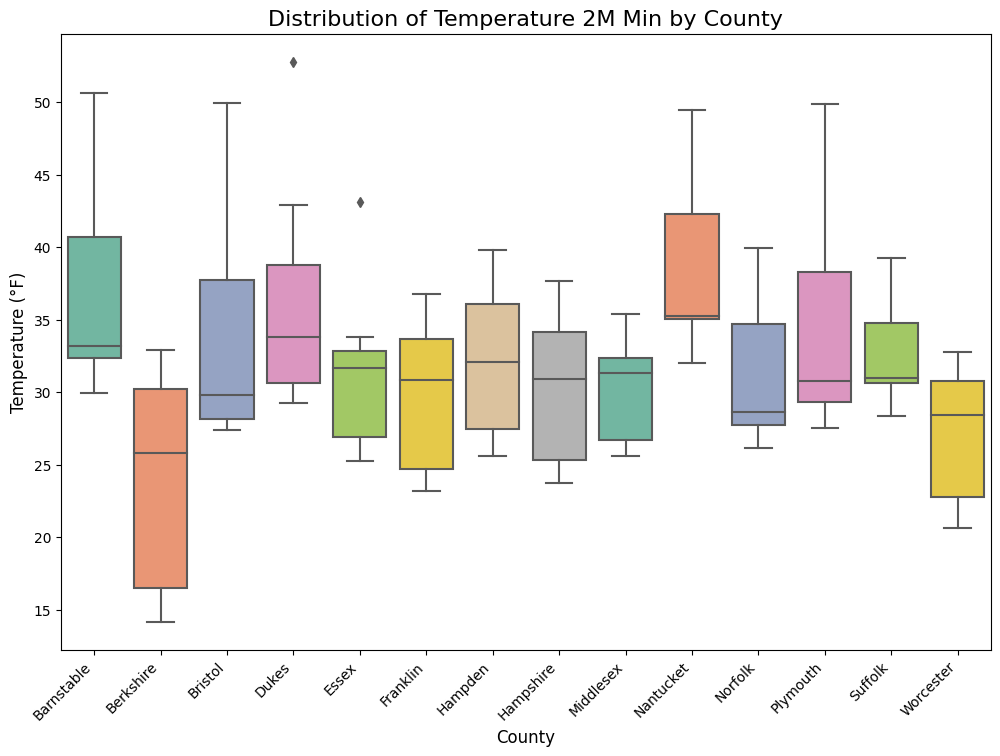 Distribution of Temperature 2M Min by County
Temperature (°F)
50
45
40
35
30
25
20
15
Barnstable
Berkshire
Bristol
Dukes
Essex
Franklin
Hampden
Hampshire
Middlesex
Nantucket
Norfolk
Plymouth
Suffolk
Worcester
County